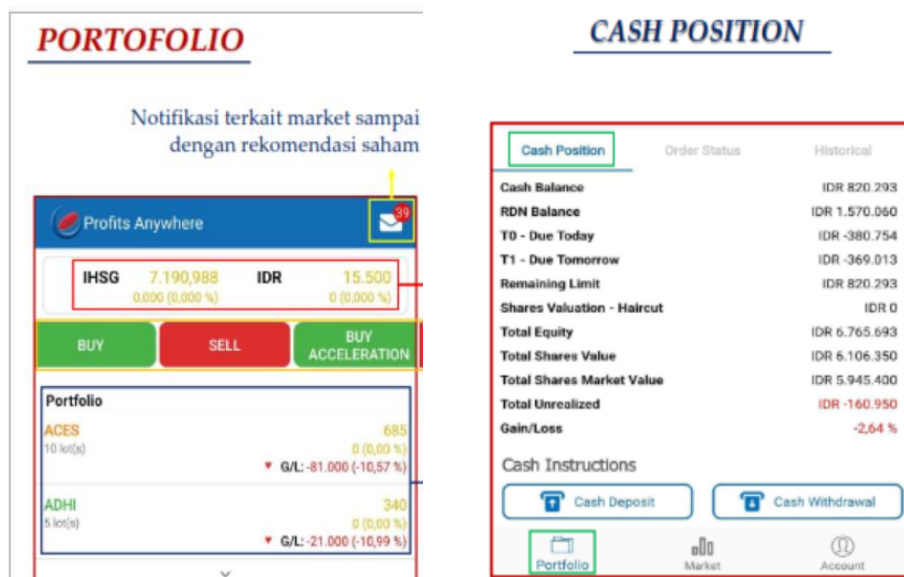 PORTOFOLIO
Notifikasi terkait market sampai
dengan rekomendasi saham
Profits Anywhere
39
IHSG 7.190,988 IDR 15.500
0,000 (0,000 %) 0 (0,000 %)
BUY SELL BUY ACCELERATION
Portfolio
ACES 685
10 lot(s) 0 (0,00 %)
▼ G/L: -81.000 (-10,57 %)
ADHI 340
5 lot(s) 0 (0,00 %)
▼ G/L: -21.000 (-10,99 %)
CASH POSITION
Cash Position Order Status Historical
Cash Balance IDR 820.293
RDN Balance IDR 1.570.060
T0 - Due Today IDR -380.754
T1 - Due Tomorrow IDR -369.013
Remaining Limit IDR 820.293
Shares Valuation - Haircut IDR 0
Total Equity IDR 6.765.693
Total Shares Value IDR 6.106.350
Total Shares Market Value IDR 5.945.400
Total Unrealized IDR -160.950
Gain/Loss -2,64 %
Cash Instructions
Cash Deposit Cash Withdrawal
Portfolio Market Account